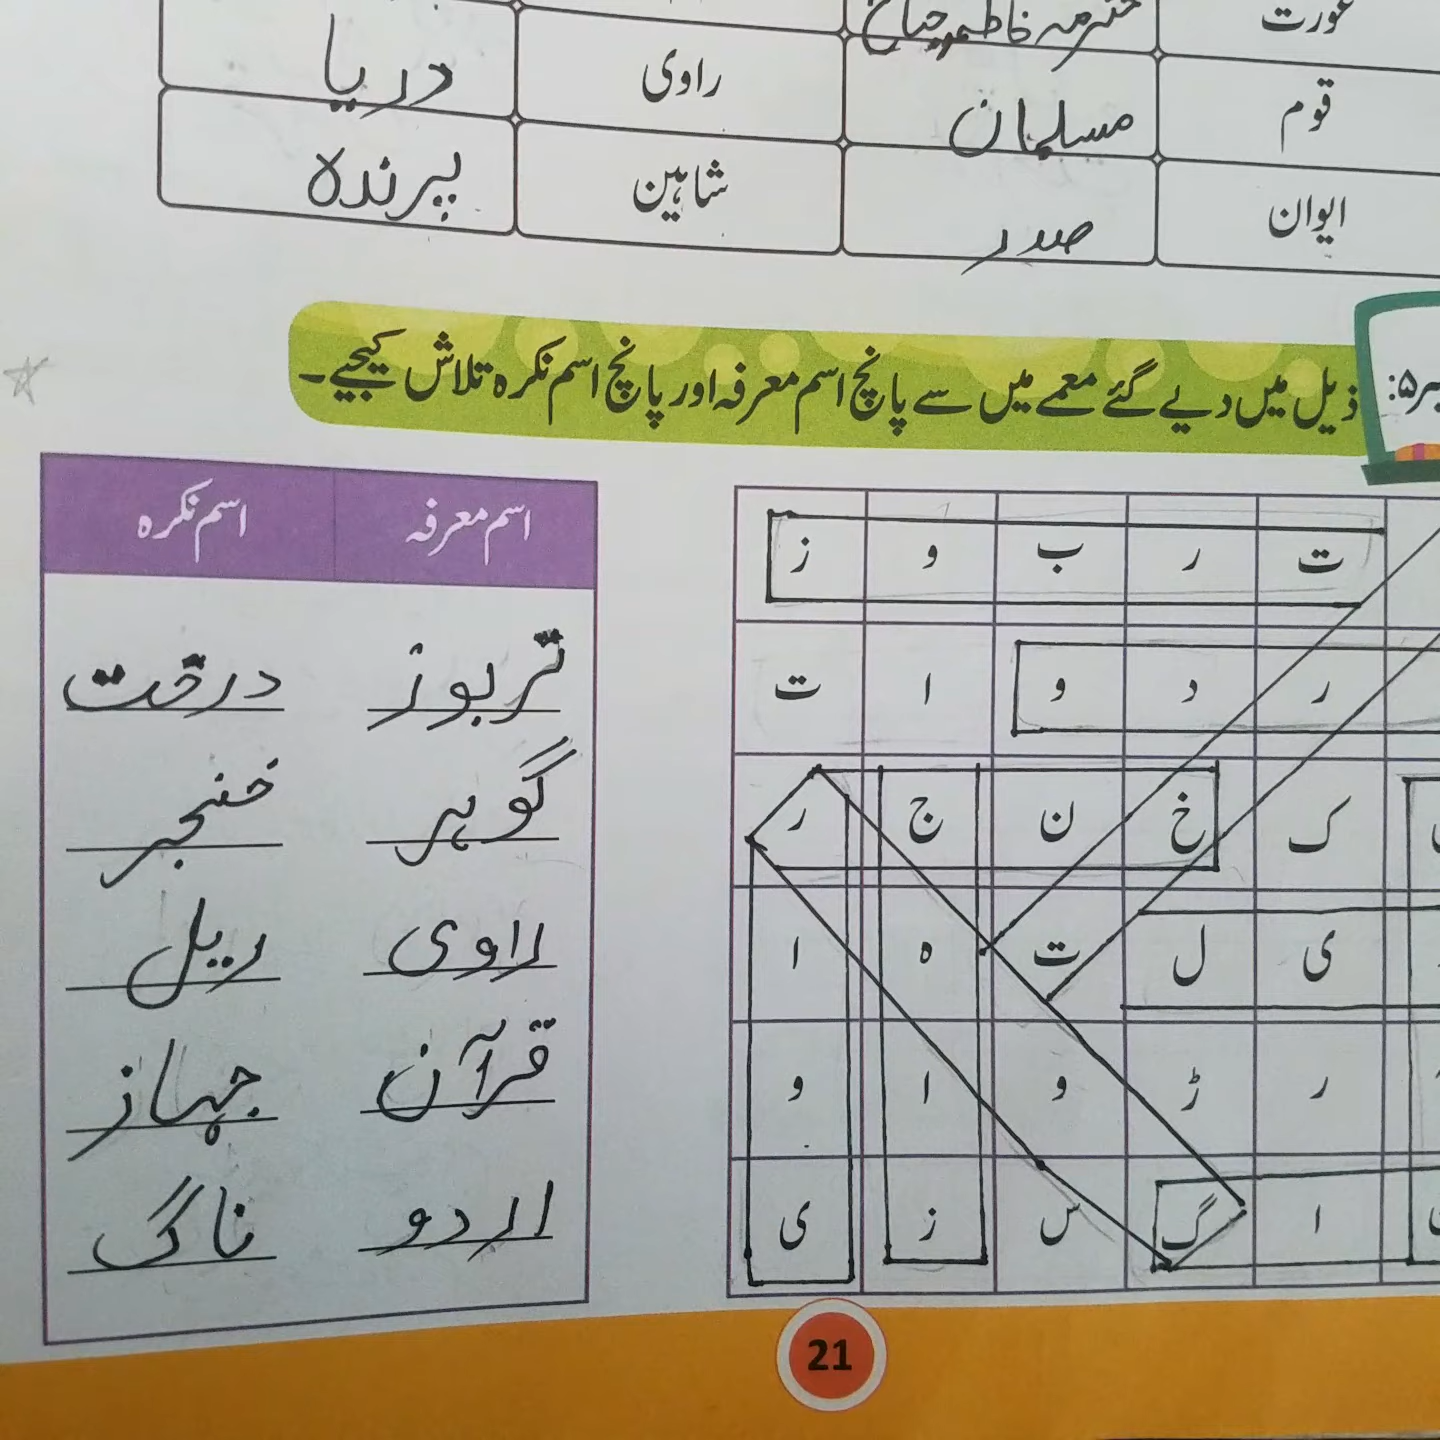 عورت محترمہ فاطمہ جناح
قوم مسلمان راوی دریا
ایوان صدر شاہین پرندہ
ذیل میں دیے گئے معمے میں سے پانچ اسم معرفہ اور پانچ اسم نکرہ تلاش کیجیے۔
ت ر ب و ز
ر د و ا ت
ک خ ن ج ر
ی ل ت ہ ا
ر ڑ و ا و
ا گ س ز ی
اسم معرفہ اسم نکرہ
تربوز درخت
گوہر خنجر
راوی ریل
قرآن جہاز
اردو ناگ
21